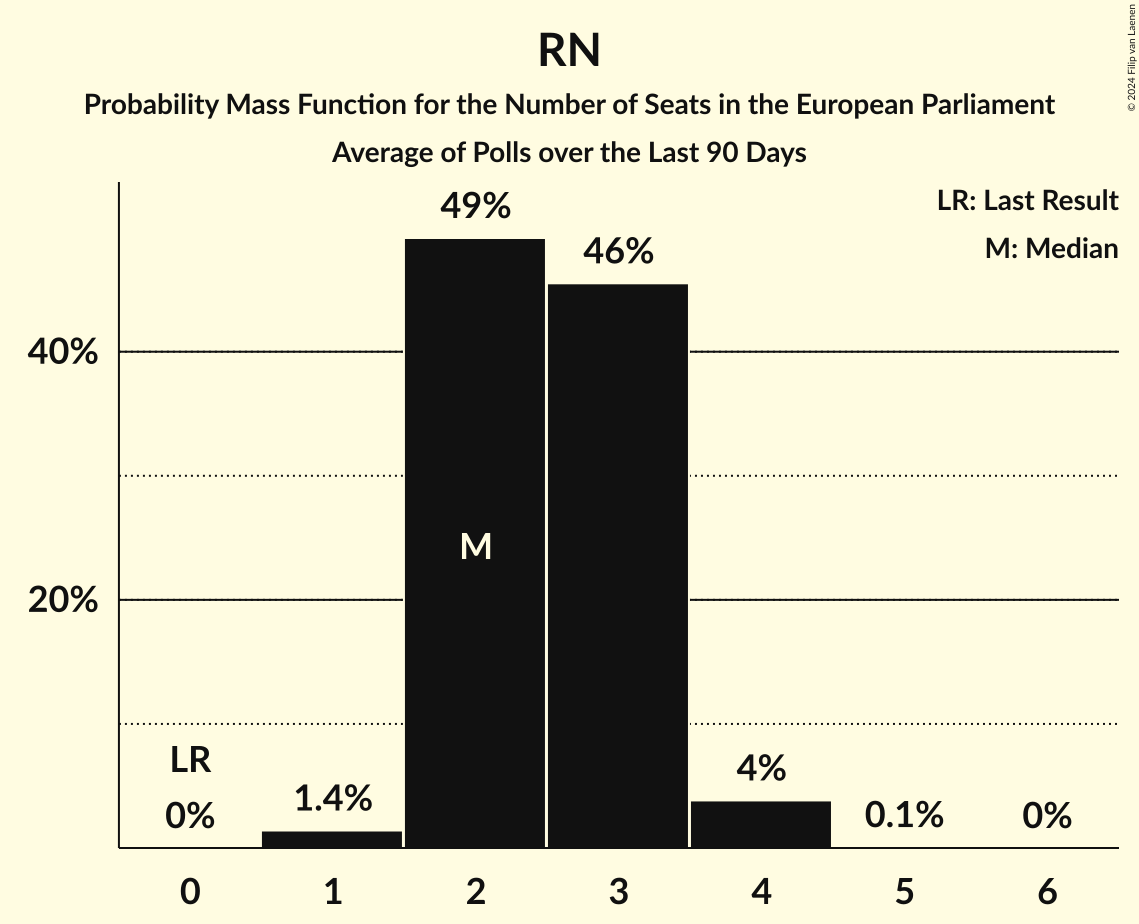 RN
Probability Mass Function for the Number of Seats in the European Parliament
Average of Polls over the Last 90 Days
© 2024 Filip van Laenen
LR: Last Result
M: Median
49%
46%
40%
M
20%
LR
0%
1.4%
4%
0.1%
0%
0 1 2 3 4 5 6